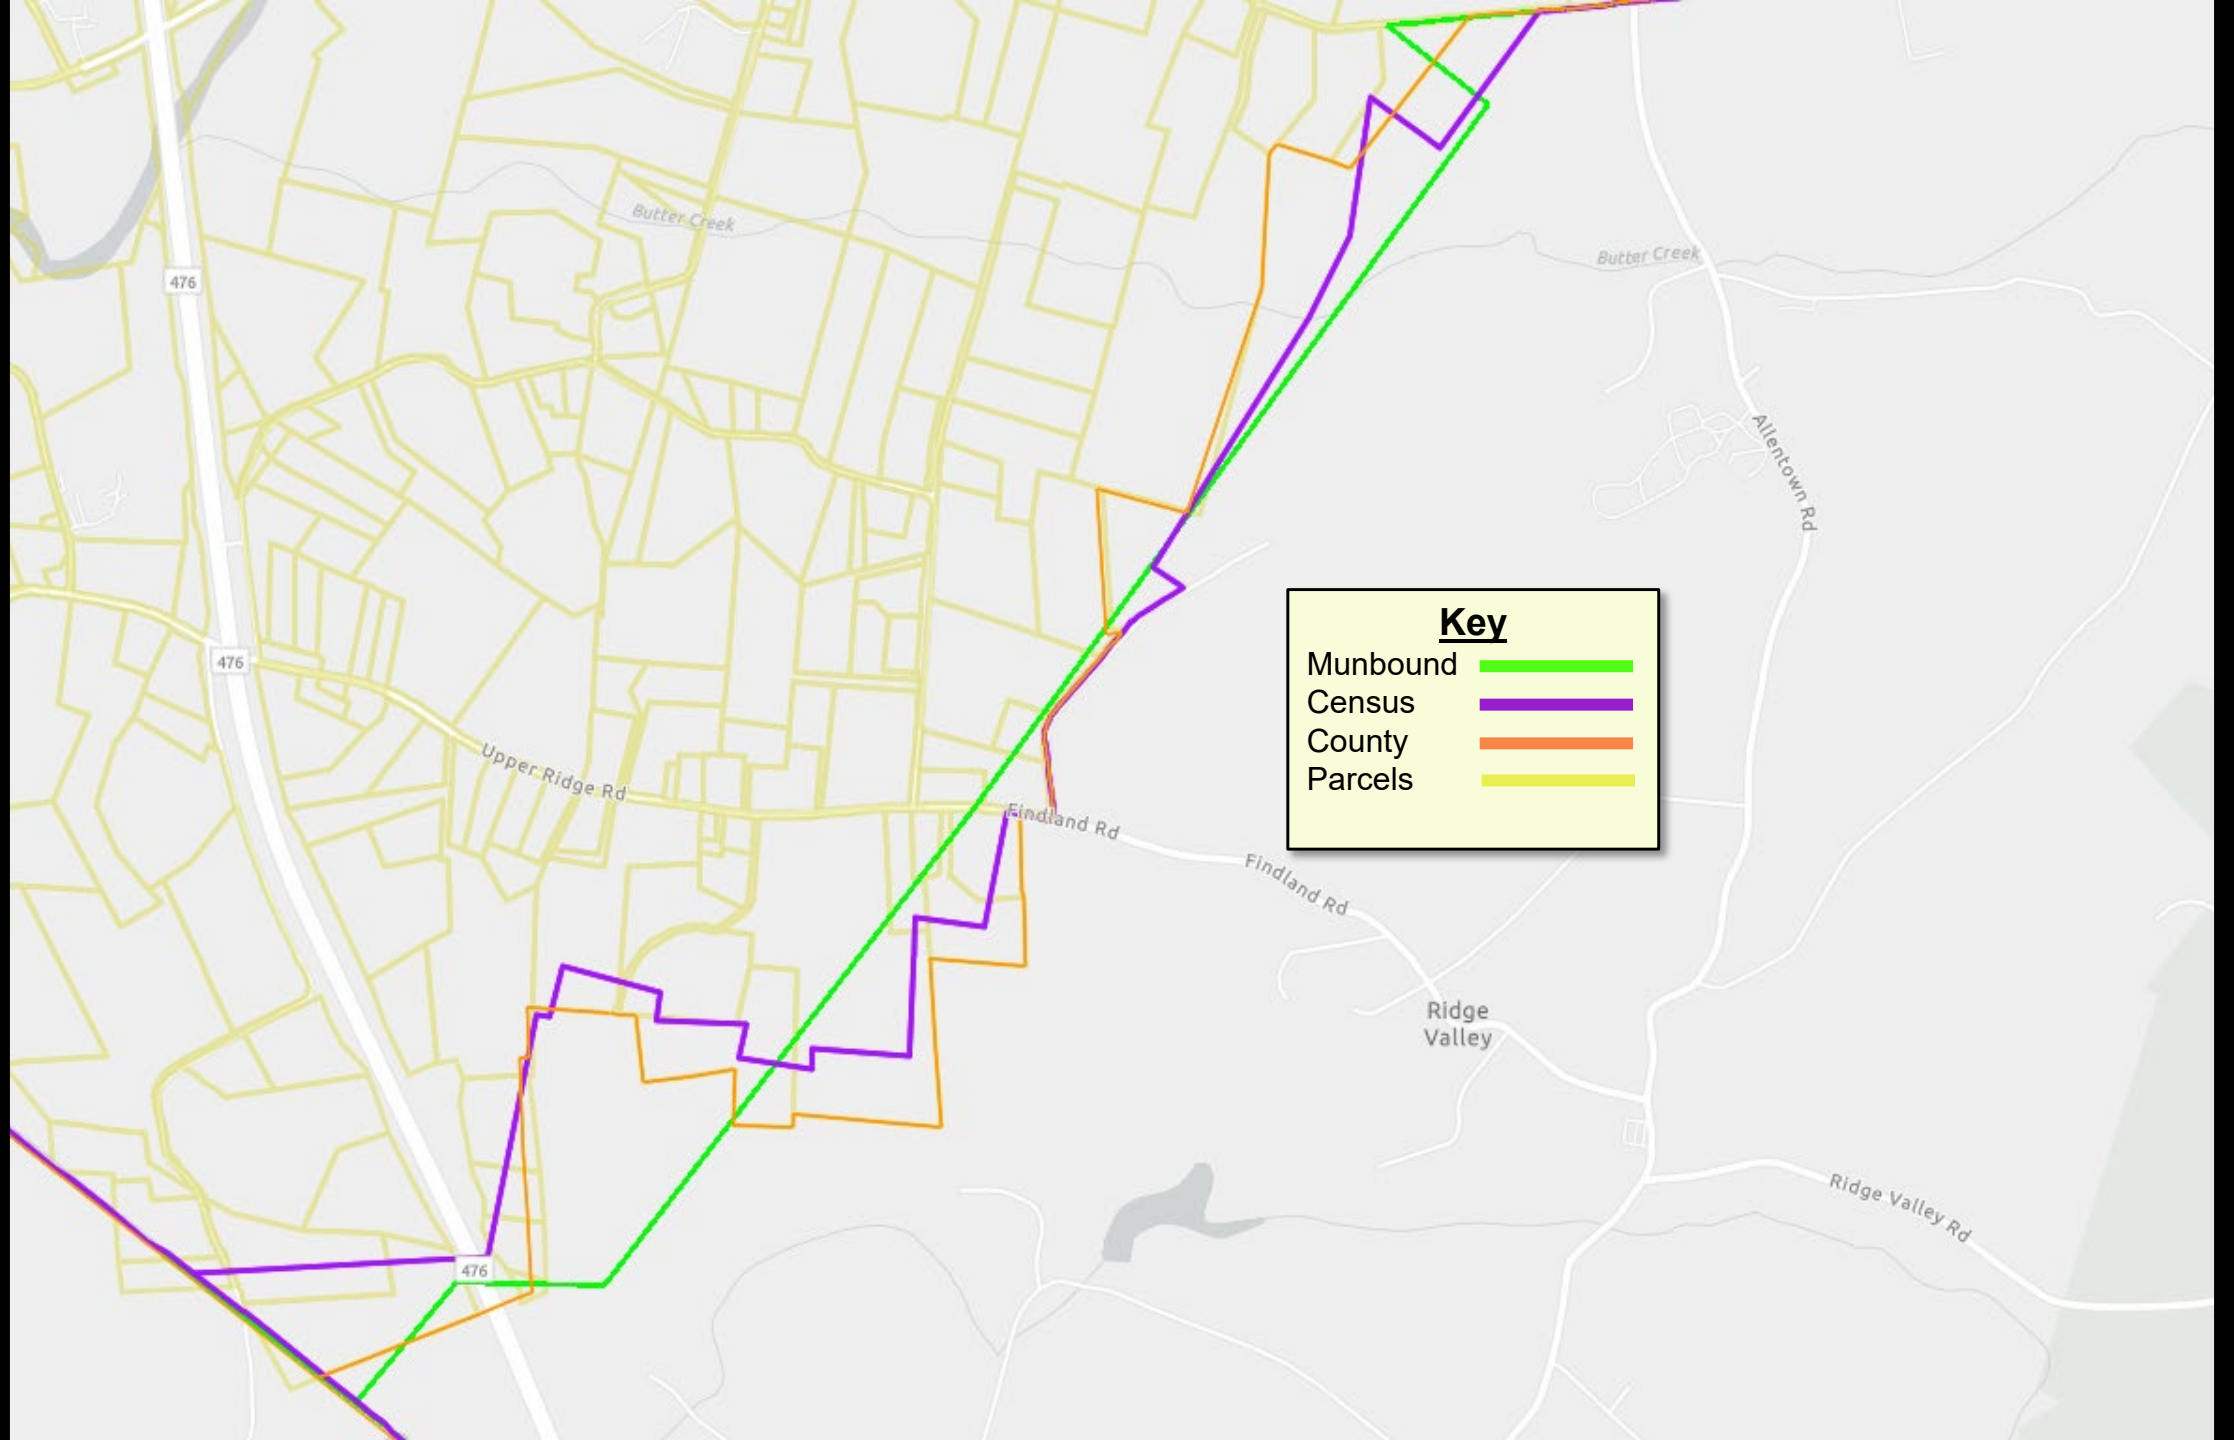 Butter Creek
Butter Creek
476
Allentown Rd
Key
Munbound
Census
County
Parcels
476
Upper Ridge Rd
Findland Rd
Findland Rd
Ridge
Valley
Ridge Valley Rd
476